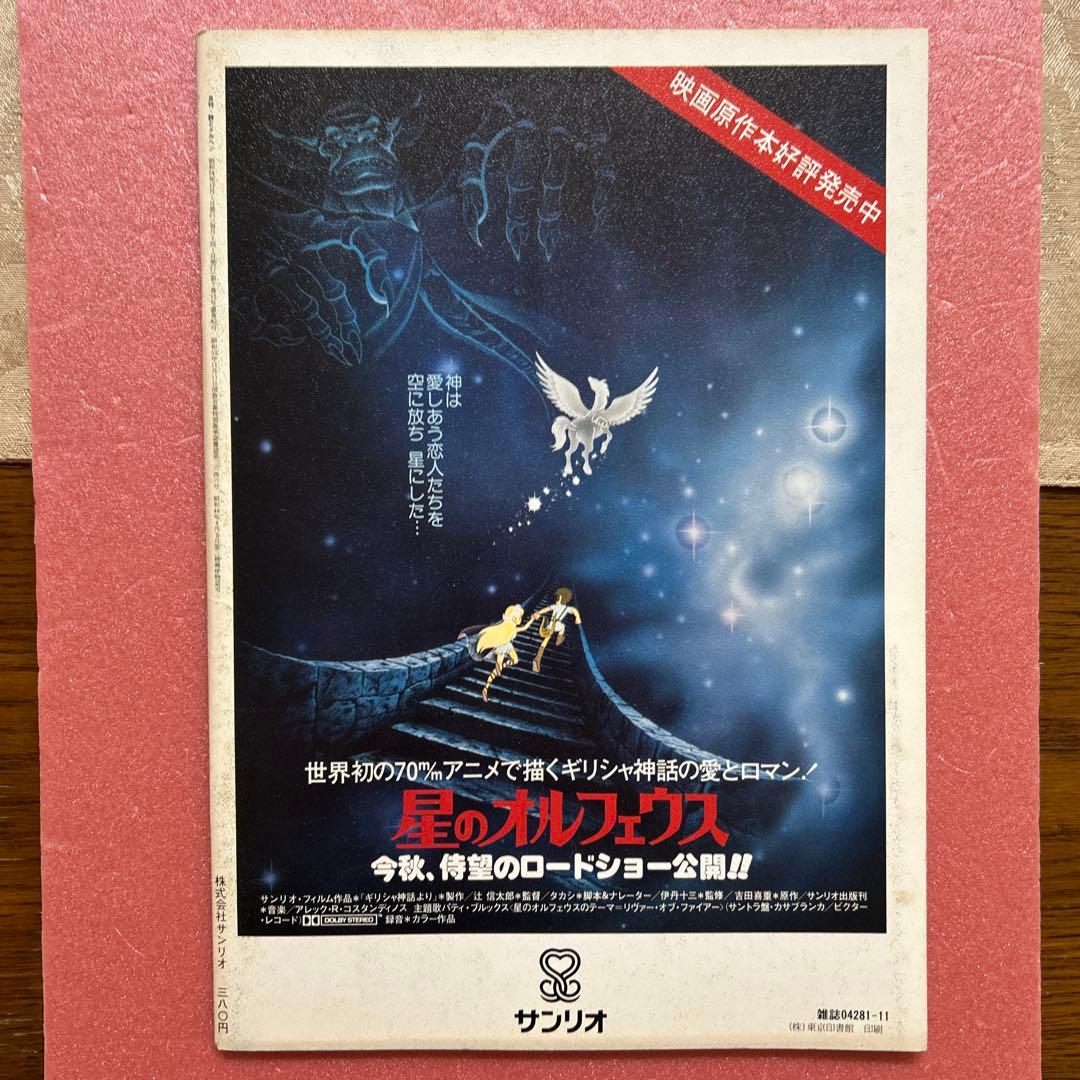 映画原作本好評発売中
神は
愛しあう恋人たちを
空に放ち 星にした…
世界初の70m/mアニメで描くギリシャ神話の愛とロマン!
星のオルフェウス
今秋、待望のロードショー公開!!
サンリオ・フィルム作品*「ギリシャ神話より」*製作/辻 信太郎*監督/タカシ*脚本&ナレーター/伊丹十三*監修/吉田喜重*原作/サンリオ出版刊
*音楽/アレック・R・コスタンディノス 主題歌パティ・ブルックス〈星のオルフェウスのテーマ=リヴァー・オブ・ファイアー〉(サントラ盤・カサブランカ/ビクター
・レコード) DOLBY STEREO™ 録音*カラー作品
サンリオ
雑誌04281-11
(株)東京印書館 印刷
株式会社サンリオ 三八〇円